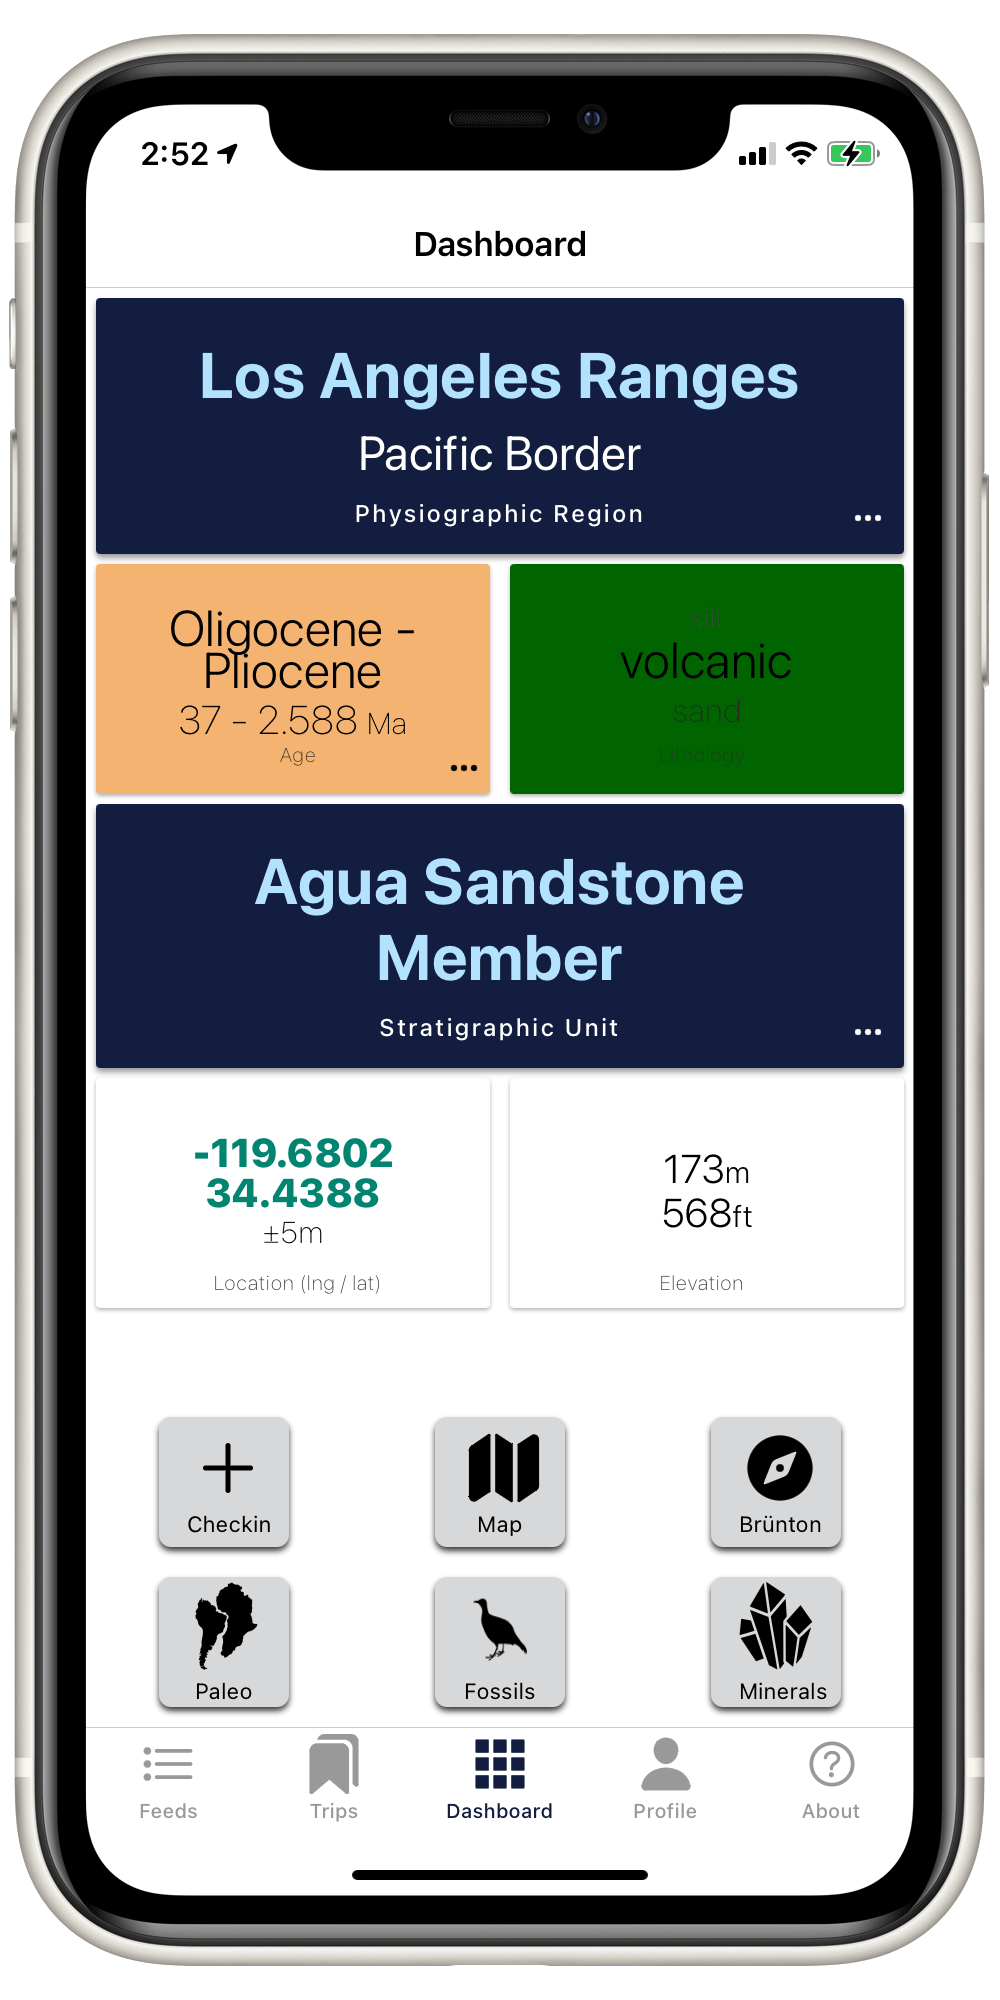 2:52
Dashboard
Los Angeles Ranges
Pacific Border
Physiographic Region
Oligocene -
Pliocene
37 - 2.588 Ma
Age
silt
volcanic
sand
Lithology
Agua Sandstone
Member
Stratigraphic Unit
-119.6802
34.4388
±5m
Location (lng / lat)
173m
568ft
Elevation
Checkin
Map
Brünton
Paleo
Fossils
Minerals
Feeds
Trips
Dashboard
Profile
About